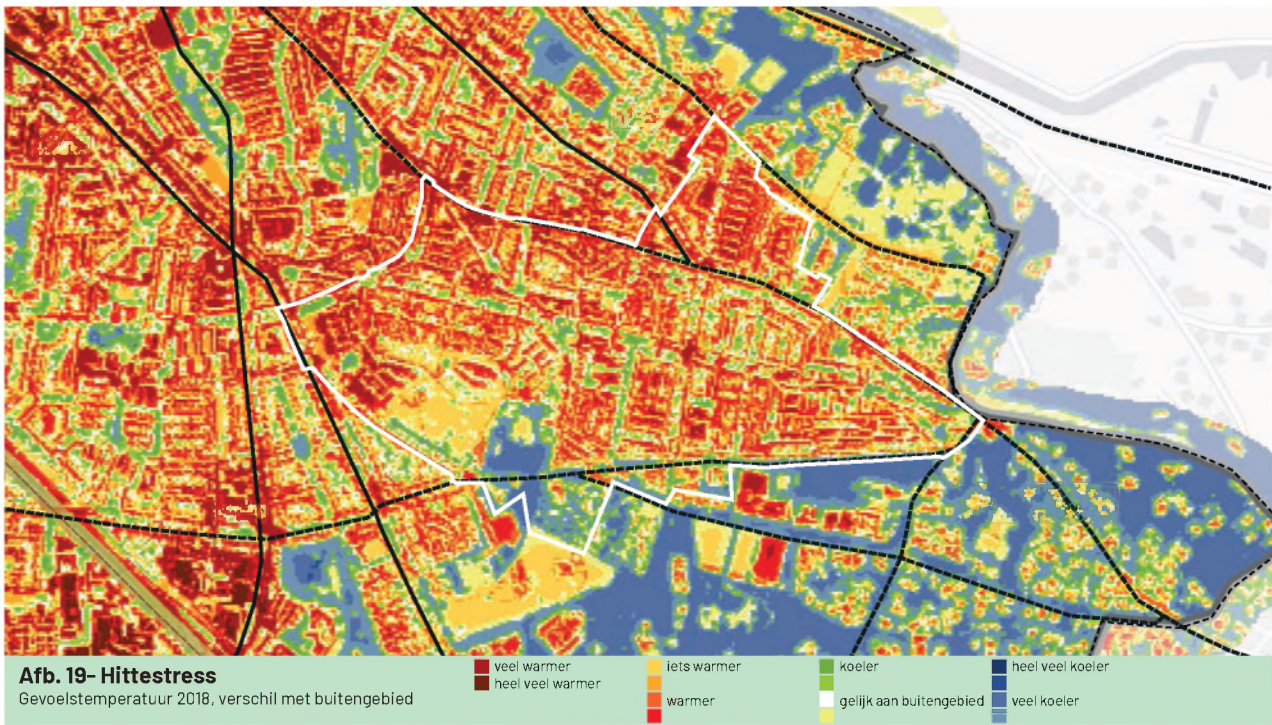 Afb. 19- Hittestress
Gevoelstemperatuur 2018, verschil met buitengebied
veel warmer
heel veel warmer
iets warmer
warmer
koeler
gelijk aan buitengebied
heel veel koeler
veel koeler